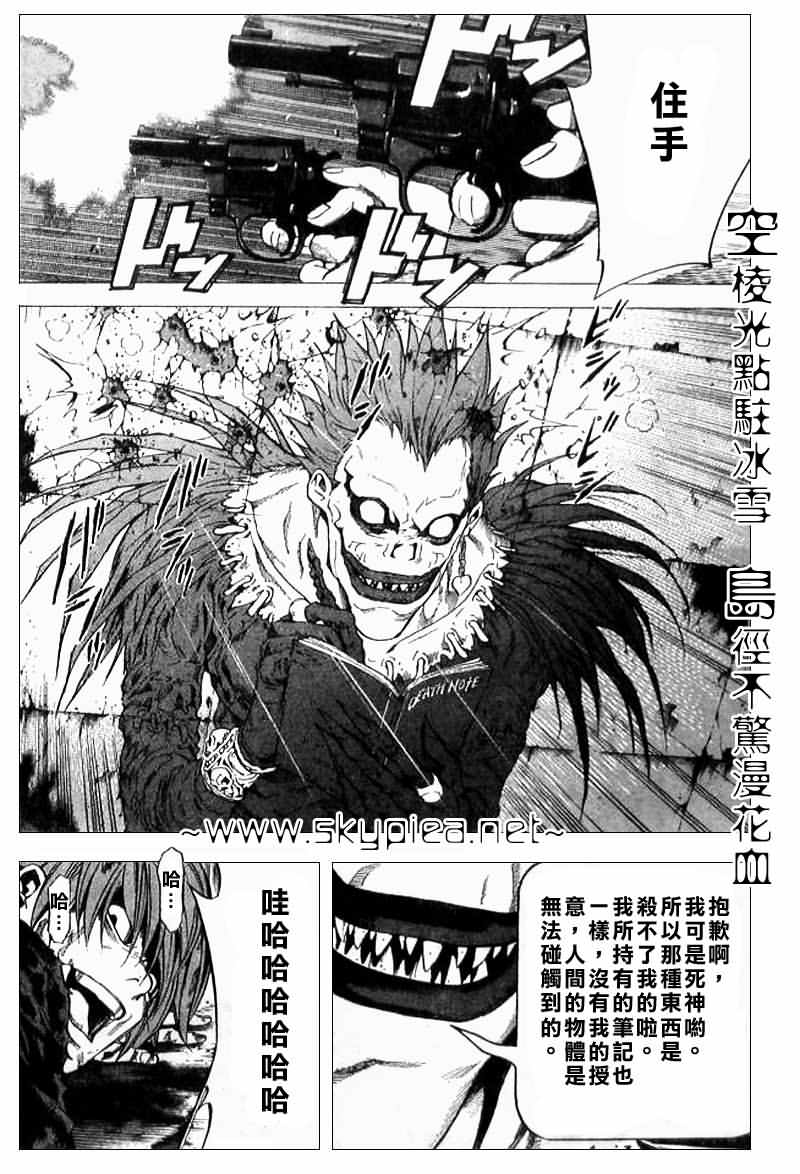 住手
ドン
ドン
ドン
空棱光點駐冰雪 島徑不驚漫花
DEATH NOTE
~www.skypiea.net~
抱歉啊，
我可是死神喲。
所以那種東西是
殺不了我的啦。
我所持有的筆記也
一樣，沒有我的授
意，人間的物體是
無法碰觸到的。
哇哈哈哈哈哈哈
哈…
哈…